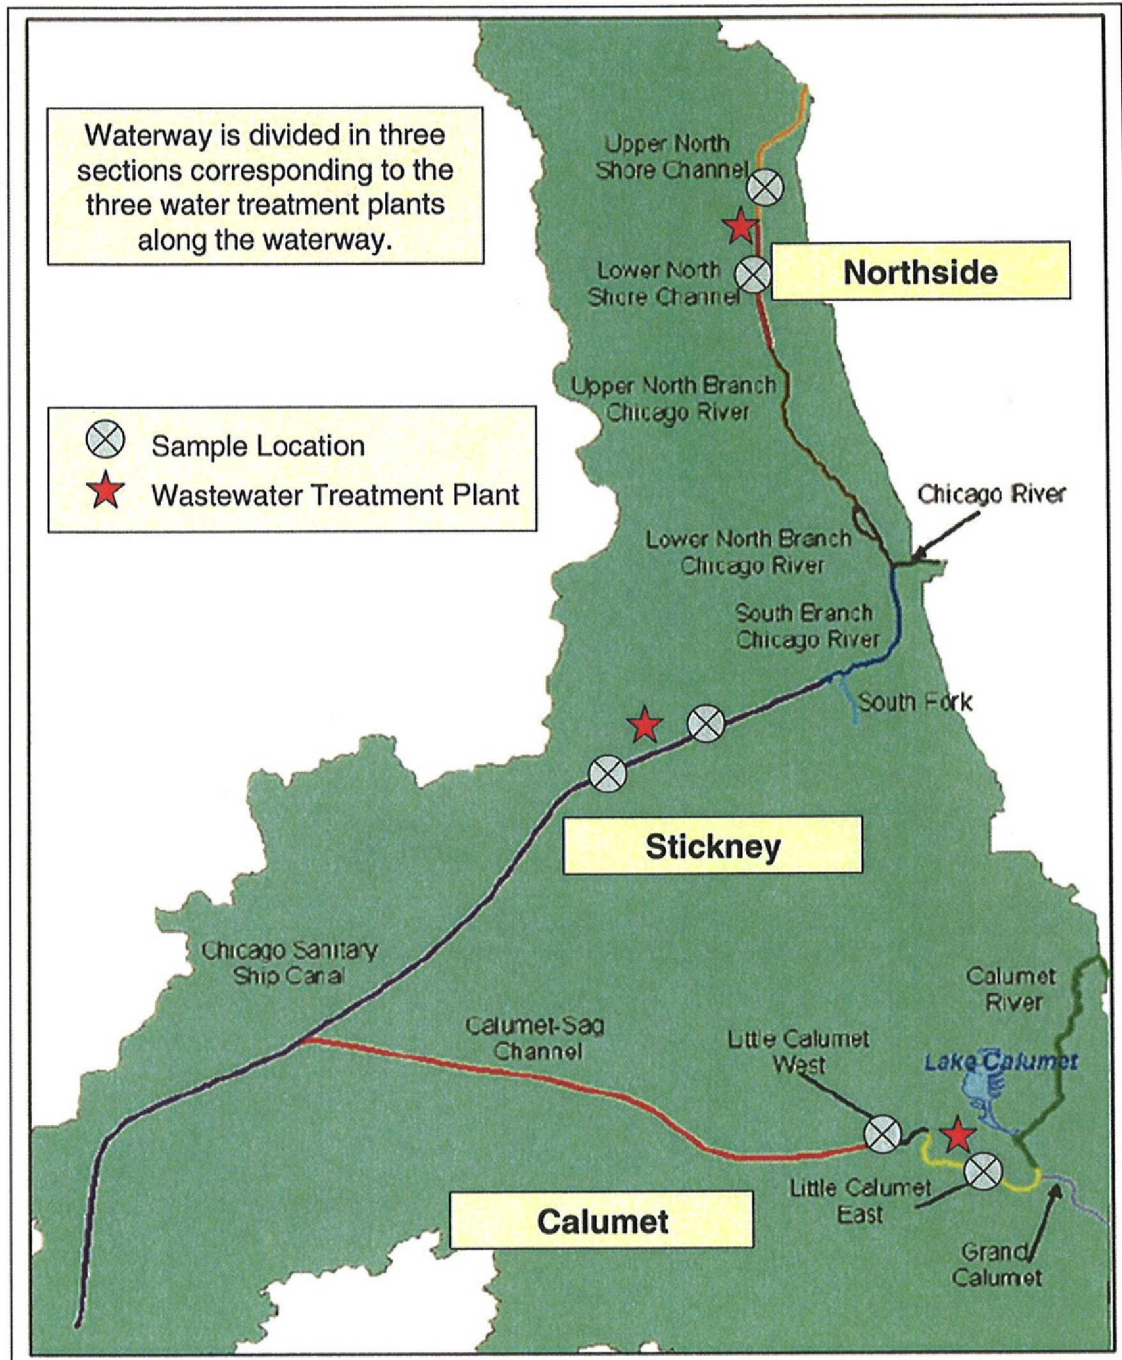 Waterway is divided in three
sections corresponding to the
three water treatment plants
along the waterway.
Upper North
Shore Channel
Northside
Lower North
Shore Channel
Upper North Branch
Chicago River
Sample Location
Wastewater Treatment Plant
Chicago River
Lower North Branch
Chicago River
South Branch
Chicago River
South Fork
Stickney
Chicago Sanitary
Ship Canal
Calumet-Sag
Channel
Little Calumet
West
Calumet
River
Lake Calumet
Little Calumet
East
Calumet
Grand
Calumet